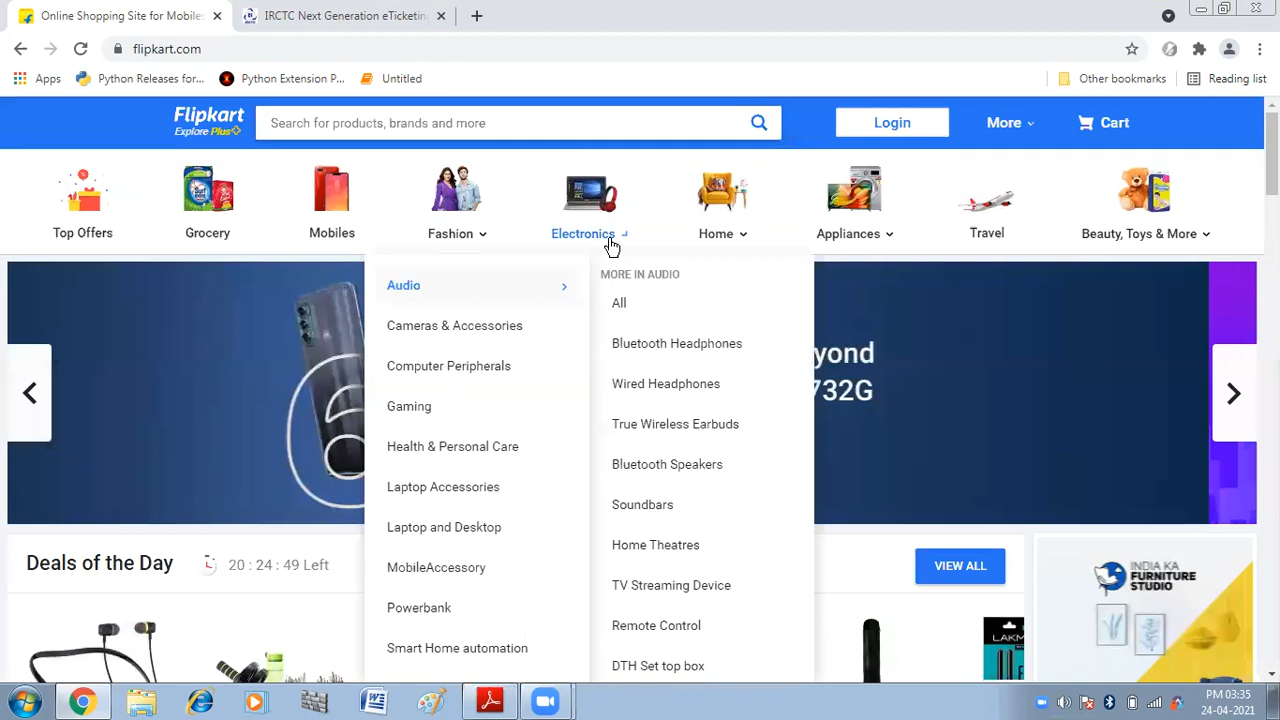 Online Shopping Site for Mobiles
IRCTC Next Generation eTicketing
flipkart.com
Apps
Python Releases for...
Python Extension P...
Untitled
Other bookmarks
Reading list
Flipkart
Explore Plus
Search for products, brands and more
Login
More
Cart
Top Offers
Grocery
Mobiles
Fashion
Electronics
Home
Appliances
Travel
Beauty, Toys & More
Audio
Cameras & Accessories
Computer Peripherals
Gaming
Health & Personal Care
Laptop Accessories
Laptop and Desktop
MobileAccessory
Powerbank
Smart Home automation
MORE IN AUDIO
All
Bluetooth Headphones
Wired Headphones
True Wireless Earbuds
Bluetooth Speakers
Soundbars
Home Theatres
TV Streaming Device
Remote Control
DTH Set top box
yond
732G
Deals of the Day
20 : 24 : 49 Left
VIEW ALL
INDIA KA
FURNITURE
STUDIO
LAKM
PM 03:35
24-04-2021